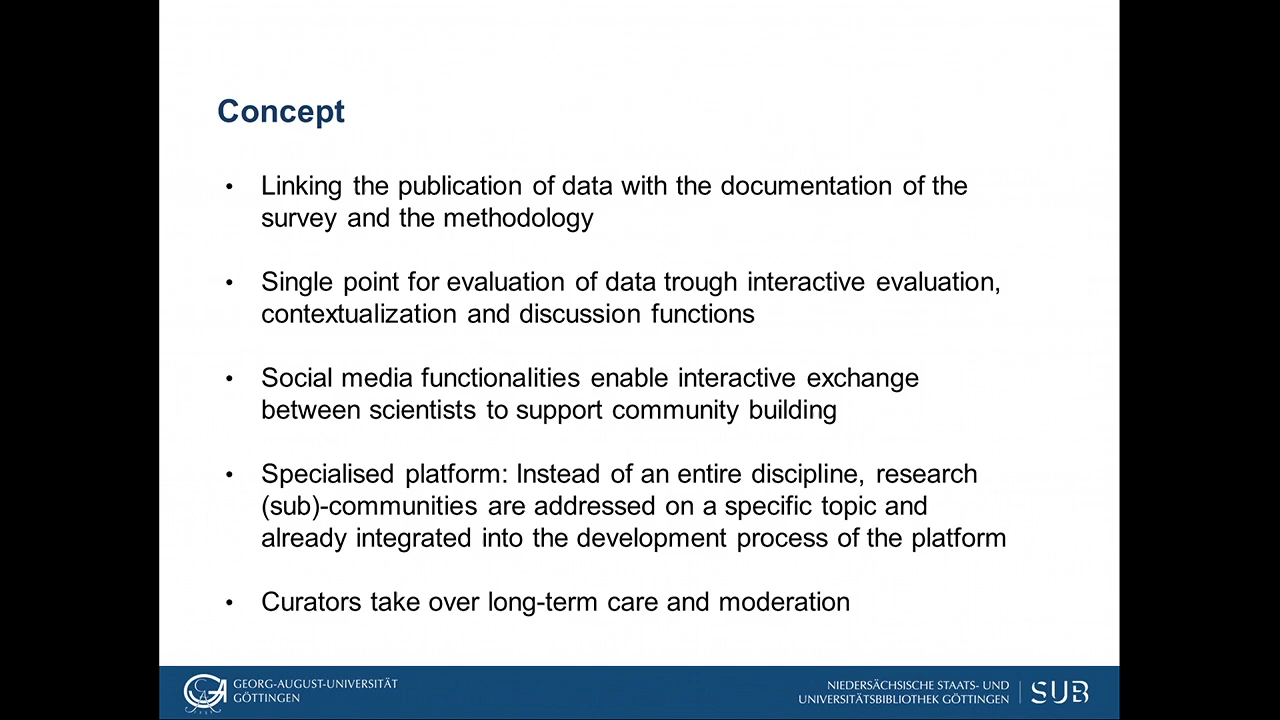 Concept
• Linking the publication of data with the documentation of the
survey and the methodology
• Single point for evaluation of data trough interactive evaluation,
contextualization and discussion functions
• Social media functionalities enable interactive exchange
between scientists to support community building
• Specialised platform: Instead of an entire discipline, research
(sub)-communities are addressed on a specific topic and
already integrated into the development process of the platform
• Curators take over long-term care and moderation
GEORG-AUGUST-UNIVERSITÄT
GÖTTINGEN
NIEDERSÄCHSISCHE STAATS- UND
UNIVERSITÄTSBIBLIOTHEK GÖTTINGEN
SUB